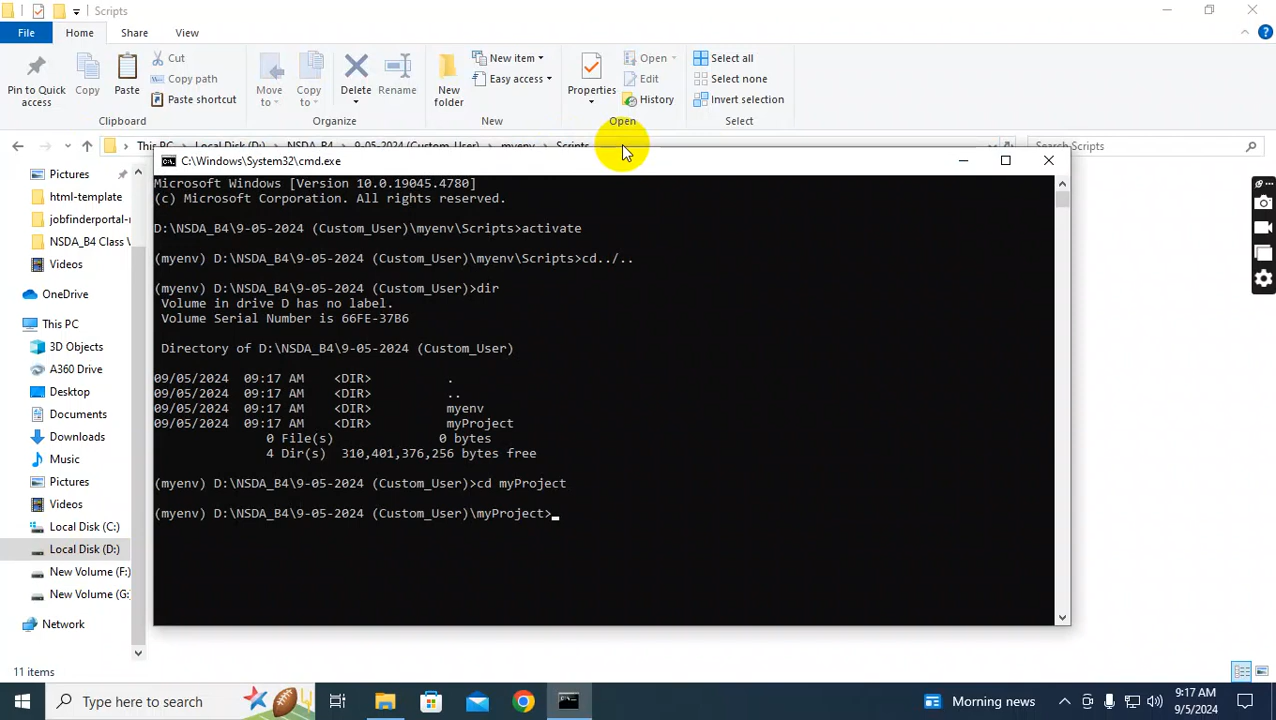 Scripts
File
Home
Share
View
Pin to Quick access
Copy
Paste
Cut
Copy path
Paste shortcut
Clipboard
Move to
Copy to
Delete
Rename
Organize
New folder
New item
Easy access
New
Properties
Open
Edit
History
Open
Select all
Select none
Invert selection
Select
This PC
Local Disk (D:)
NSDA_B4
9-05-2024 (Custom_User)
myenv
Scripts
Search Scripts
Pictures
html-template
jobfinderportal-r
NSDA_B4 Class W
Videos
OneDrive
This PC
3D Objects
A360 Drive
Desktop
Documents
Downloads
Music
Pictures
Videos
Local Disk (C:)
Local Disk (D:)
New Volume (F:)
New Volume (G:
Network
C:\Windows\System32\cmd.exe
Microsoft Windows [Version 10.0.19045.4780]
(c) Microsoft Corporation. All rights reserved.
D:\NSDA_B4\9-05-2024 (Custom_User)\myenv\Scripts>activate
(myenv) D:\NSDA_B4\9-05-2024 (Custom_User)\myenv\Scripts>cd../..
(myenv) D:\NSDA_B4\9-05-2024 (Custom_User)>dir
Volume in drive D has no label.
Volume Serial Number is 66FE-37B6
Directory of D:\NSDA_B4\9-05-2024 (Custom_User)
09/05/2024  09:17 AM    <DIR>          .
09/05/2024  09:17 AM    <DIR>          ..
09/05/2024  09:17 AM    <DIR>          myenv
09/05/2024  09:17 AM    <DIR>          myProject
0 File(s)              0 bytes
4 Dir(s)  310,401,376,256 bytes free
(myenv) D:\NSDA_B4\9-05-2024 (Custom_User)>cd myProject
(myenv) D:\NSDA_B4\9-05-2024 (Custom_User)\myProject>
11 items
Type here to search
Morning news
9:17 AM
9/5/2024